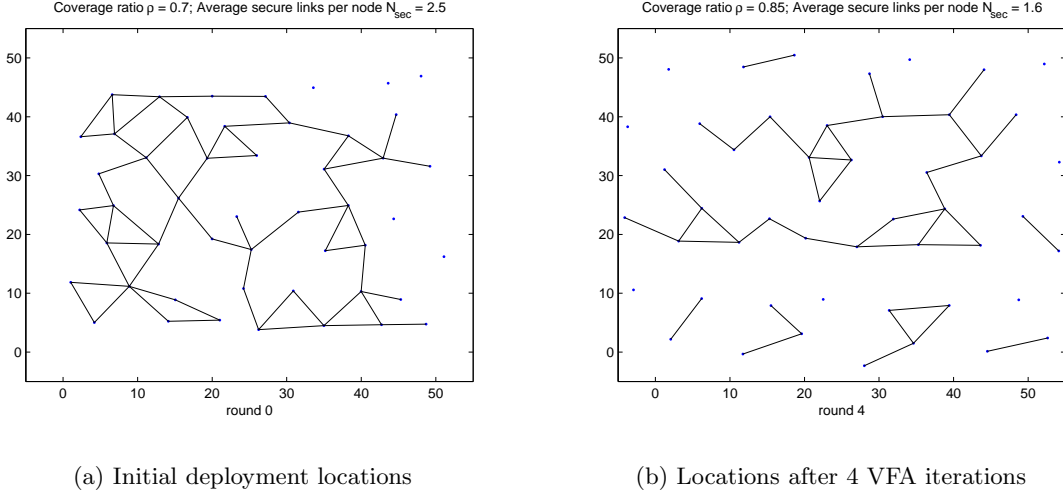 Coverage ratio ρ = 0.7; Average secure links per node N_sec = 2.5
50
40
30
20
10
0
0 10 20 30 40 50
round 0
(a) Initial deployment locations
Coverage ratio ρ = 0.85; Average secure links per node N_sec = 1.6
50
40
30
20
10
0
0 10 20 30 40 50
round 4
(b) Locations after 4 VFA iterations